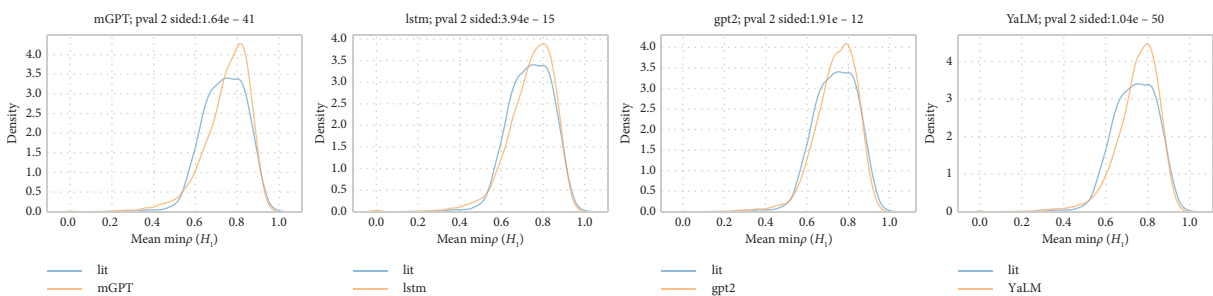 mGPT; pval 2 sided:1.64e – 41
Density
4.0
3.5
3.0
2.5
2.0
1.5
1.0
0.5
0.0
0.0 0.2 0.4 0.6 0.8 1.0
Mean minρ (H₁)
lit
mGPT
lstm; pval 2 sided:3.94e – 15
Density
4.0
3.5
3.0
2.5
2.0
1.5
1.0
0.5
0.0
0.0 0.2 0.4 0.6 0.8 1.0
Mean minρ (H₁)
lit
lstm
gpt2; pval 2 sided:1.91e – 12
Density
4.0
3.5
3.0
2.5
2.0
1.5
1.0
0.5
0.0
0.0 0.2 0.4 0.6 0.8 1.0
Mean minρ (H₁)
lit
gpt2
YaLM; pval 2 sided:1.04e – 50
Density
4
3
2
1
0
0.0 0.2 0.4 0.6 0.8 1.0
Mean minρ (H₁)
lit
YaLM